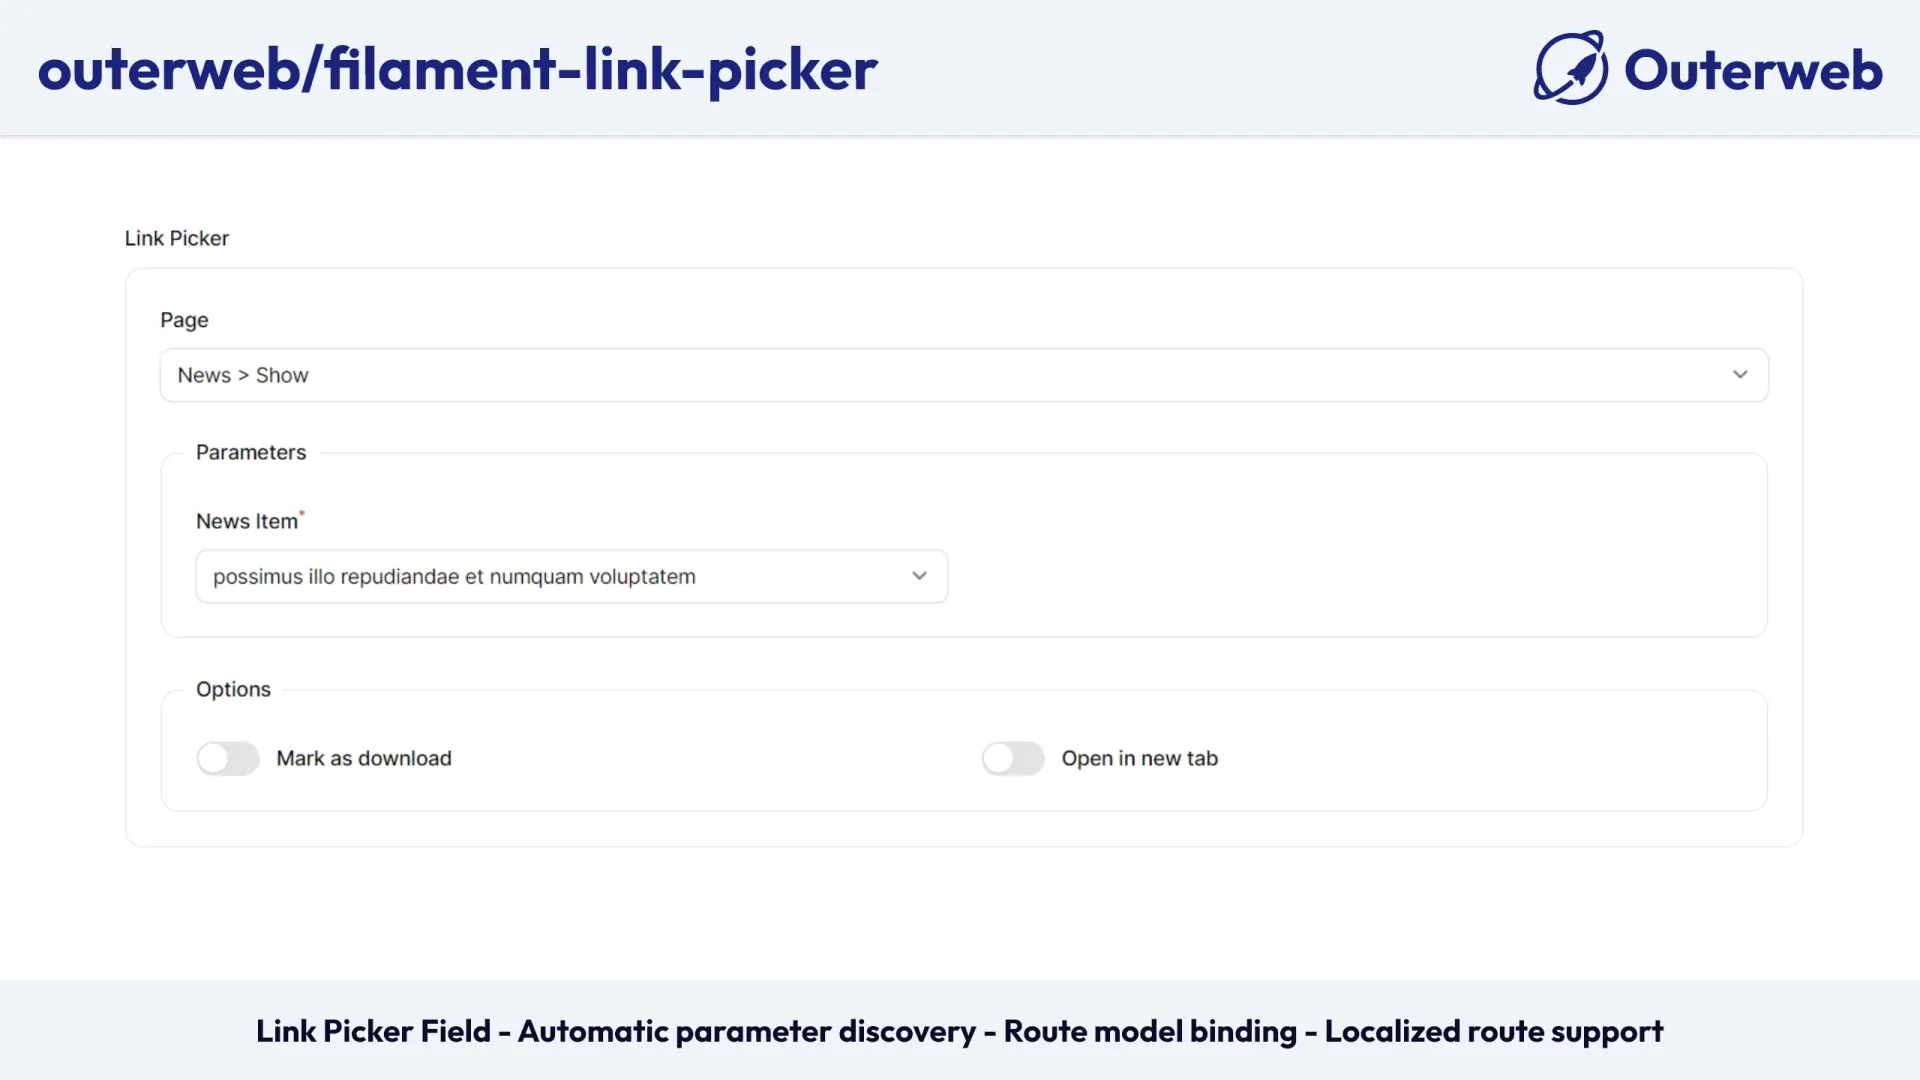 outerweb/filament-link-picker
Outerweb
Link Picker
Page
News > Show
Parameters
News Item*
possimus illo repudiandae et numquam voluptatem
Options
Mark as download
Open in new tab
Link Picker Field - Automatic parameter discovery - Route model binding - Localized route support